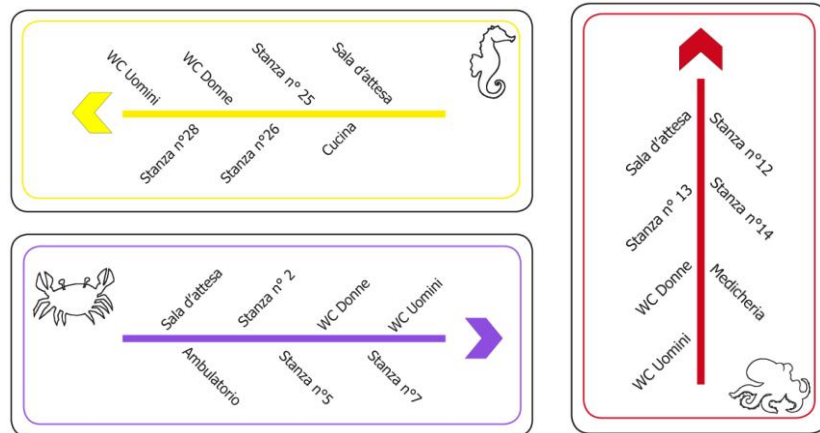 WC Uomini
WC Donne
Stanza n° 25
Sala d'attesa
Stanza n°28
Stanza n°26
Cucina
Sala d'attesa
Stanza n° 2
WC Donne
WC Uomini
Ambulatorio
Stanza n°5
Stanza n°7
Sala d'attesa
Stanza n°12
Stanza n° 13
Stanza n°14
WC Donne
Medicheria
WC Uomini